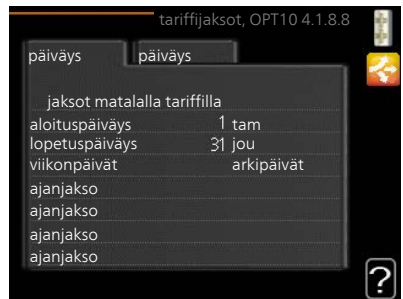 tariffijaksot, OPT10 4.1.8.8
päiväys päiväys
jaksot matalalla tariffilla
aloituspäiväys 1 tam
lopetuspäiväys 31 jou
viikonpäivät arkipäivät
ajanjakso
ajanjakso
ajanjakso
ajanjakso
?